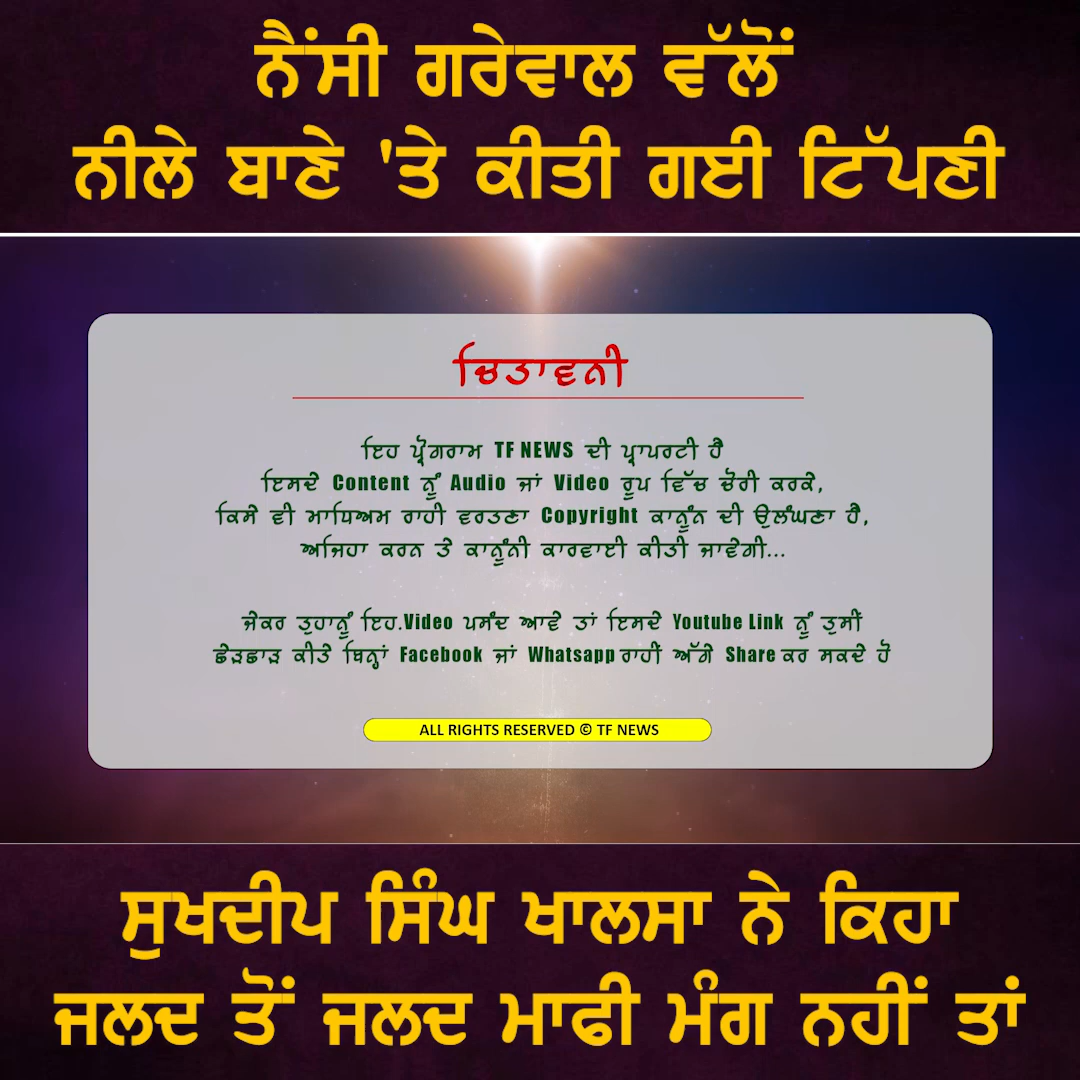 ਨੈਂਸੀ ਗਰੇਵਾਲ ਵੱਲੋਂ
ਨੀਲੇ ਬਾਣੇ 'ਤੇ ਕੀਤੀ ਗਈ ਟਿੱਪਣੀ
ਚਿਤਾਵਨੀ
ਇਹ ਪ੍ਰੋਗਰਾਮ TF NEWS ਦੀ ਪ੍ਰਾਪਰਟੀ ਹੈ
ਇਸਦੇ Content ਨੂੰ Audio ਜਾਂ Video ਰੂਪ ਵਿੱਚ ਚੋਰੀ ਕਰਕੇ,
ਕਿਸੇ ਵੀ ਮਾਧਿਅਮ ਰਾਹੀ ਵਰਤਣਾ Copyright ਕਾਨੂੰਨ ਦੀ ਉਲੰਘਣਾ ਹੈ,
ਅਜਿਹਾ ਕਰਨ ਤੇ ਕਾਨੂੰਨੀ ਕਾਰਵਾਈ ਕੀਤੀ ਜਾਵੇਗੀ...
ਜੇਕਰ ਤੁਹਾਨੂੰ ਇਹ.Video ਪਸੰਦ ਆਵੇ ਤਾਂ ਇਸਦੇ Youtube Link ਨੂੰ ਤੁਸੀਂ
ਛੇੜਛਾੜ ਕੀਤੇ ਬਿਨ੍ਹਾਂ Facebook ਜਾਂ Whatsapp ਰਾਹੀਂ ਅੱਗੇ Share ਕਰ ਸਕਦੇ ਹੋ
ALL RIGHTS RESERVED © TF NEWS
ਸੁਖਦੀਪ ਸਿੰਘ ਖਾਲਸਾ ਨੇ ਕਿਹਾ
ਜਲਦ ਤੋਂ ਜਲਦ ਮਾਫੀ ਮੰਗ ਨਹੀਂ ਤਾਂ